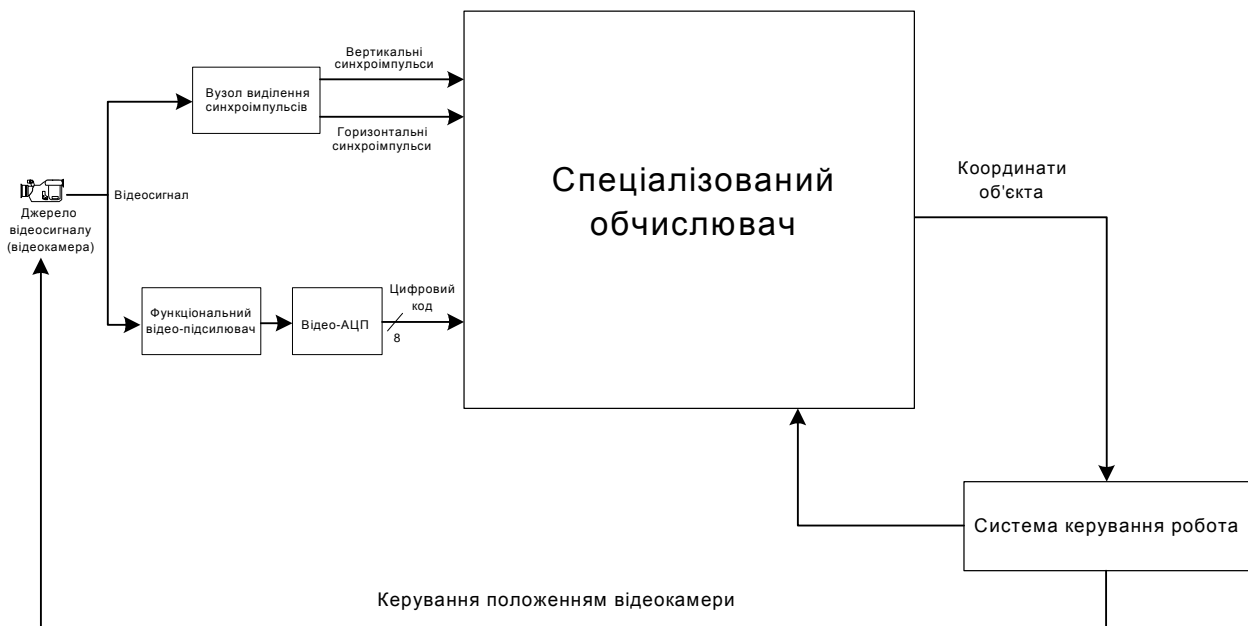 Вертикальні
синхроімпульси
Вузол виділення
синхроімпульсів
Горизонтальні
синхроімпульси
Спеціалізований
обчислювач
Координати
об'єкта
Відеосигнал
Джерело
відеосигналу
(відеокамера)
Цифровий
код
8
Функціональний
відео-підсилювач
Відео-АЦП
Система керування робота
Керування положенням відеокамери